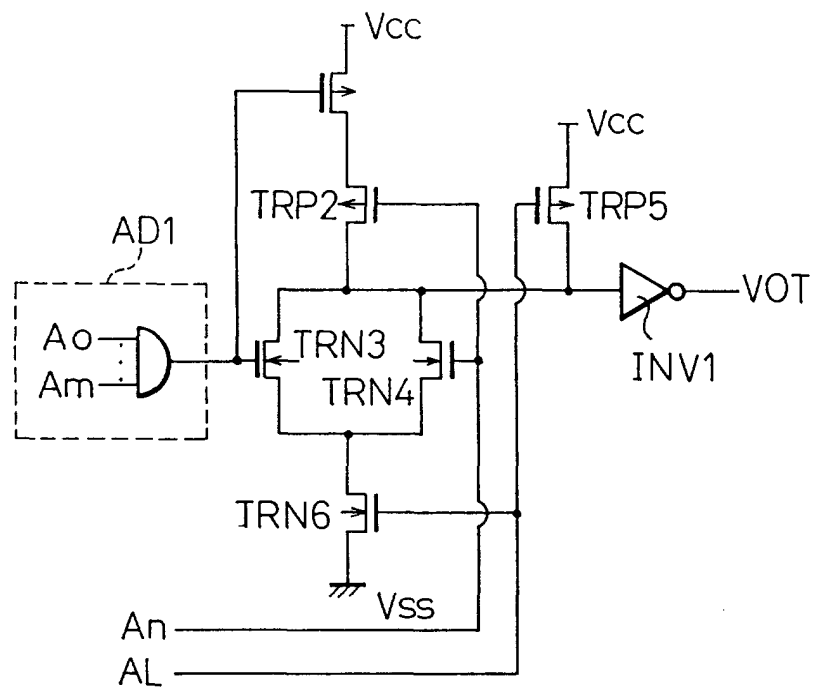 Vcc
Vcc
TRP2
TRP5
AD1
VOT
Ao
TRN3
Am
TRN4
INV1
TRN6
Vss
An
AL